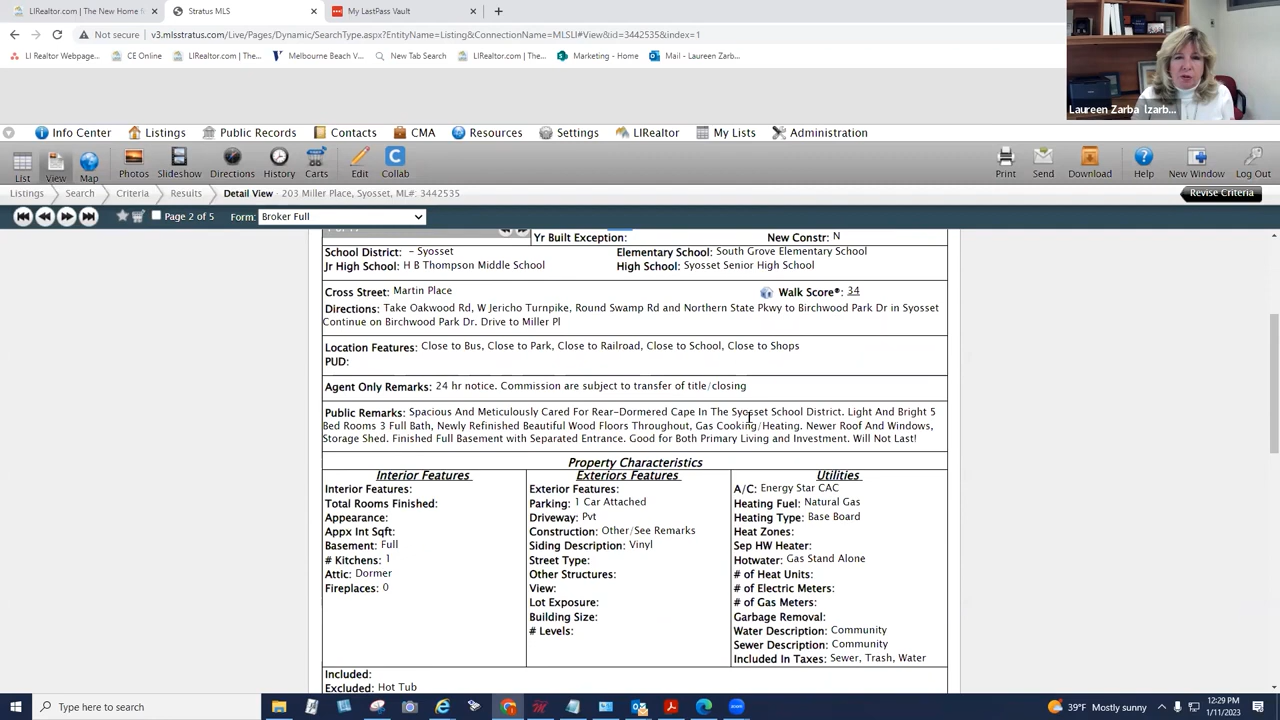 LIRealtor.com | The New Home f
Stratus MLS
My LastPass Vault
Not secure
v3.mlsstratus.com/Live/Pages/Dynamic/SearchType.aspx?EntityName=
CS&ConnectionName=MLSLI#View&id=3442535&index=1
LI Realtor Webpage...
CE Online
LIRealtor.com | The...
Melbourne Beach V...
New Tab Search
LIRealtor.com | The...
Marketing - Home
Mail - Laureen Zarb...
Laureen Zarba lzarb...
Info Center
Listings
Public Records
Contacts
CMA
Resources
Settings
LIRealtor
My Lists
Administration
List
View
Map
Photos
Slideshow
Directions
History
Carts
Edit
Collab
Print
Send
Download
Help
New Window
Log Out
Listings
Search
Criteria
Results
Detail View - 203 Miller Place, Syosset, ML#: 3442535
Revise Criteria
Page 2 of 5
Form:
Broker Full
Yr Built Exception:
New Constr: N
School District: - Syosset
Elementary School: South Grove Elementary School
Jr High School: H B Thompson Middle School
High School: Syosset Senior High School
Cross Street: Martin Place
Walk Score®: 34
Directions: Take Oakwood Rd, W Jericho Turnpike, Round Swamp Rd and Northern State Pkwy to Birchwood Park Dr in Syosset
Continue on Birchwood Park Dr. Drive to Miller Pl
Location Features: Close to Bus, Close to Park, Close to Railroad, Close to School, Close to Shops
PUD:
Agent Only Remarks: 24 hr notice. Commission are subject to transfer of title/closing
Public Remarks: Spacious And Meticulously Cared For Rear-Dormered Cape In The Syosset School District. Light And Bright 5
Bed Rooms 3 Full Bath, Newly Refinished Beautiful Wood Floors Throughout, Gas Cooking/Heating. Newer Roof And Windows,
Storage Shed. Finished Full Basement with Separated Entrance. Good for Both Primary Living and Investment. Will Not Last!
Property Characteristics
Interior Features
Interior Features:
Total Rooms Finished:
Appearance:
Appx Int Sqft:
Basement: Full
# Kitchens: 1
Attic: Dormer
Fireplaces: 0
Exteriors Features
Exterior Features:
Parking: 1 Car Attached
Driveway: Pvt
Construction: Other/See Remarks
Siding Description: Vinyl
Street Type:
Other Structures:
View:
Lot Exposure:
Building Size:
# Levels:
Utilities
A/C: Energy Star CAC
Heating Fuel: Natural Gas
Heating Type: Base Board
Heat Zones:
Sep HW Heater:
Hotwater: Gas Stand Alone
# of Heat Units:
# of Electric Meters:
# of Gas Meters:
Garbage Removal:
Water Description: Community
Sewer Description: Community
Included In Taxes: Sewer, Trash, Water
Included:
Excluded: Hot Tub
Type here to search
39°F Mostly sunny
12:29 PM
1/11/2023